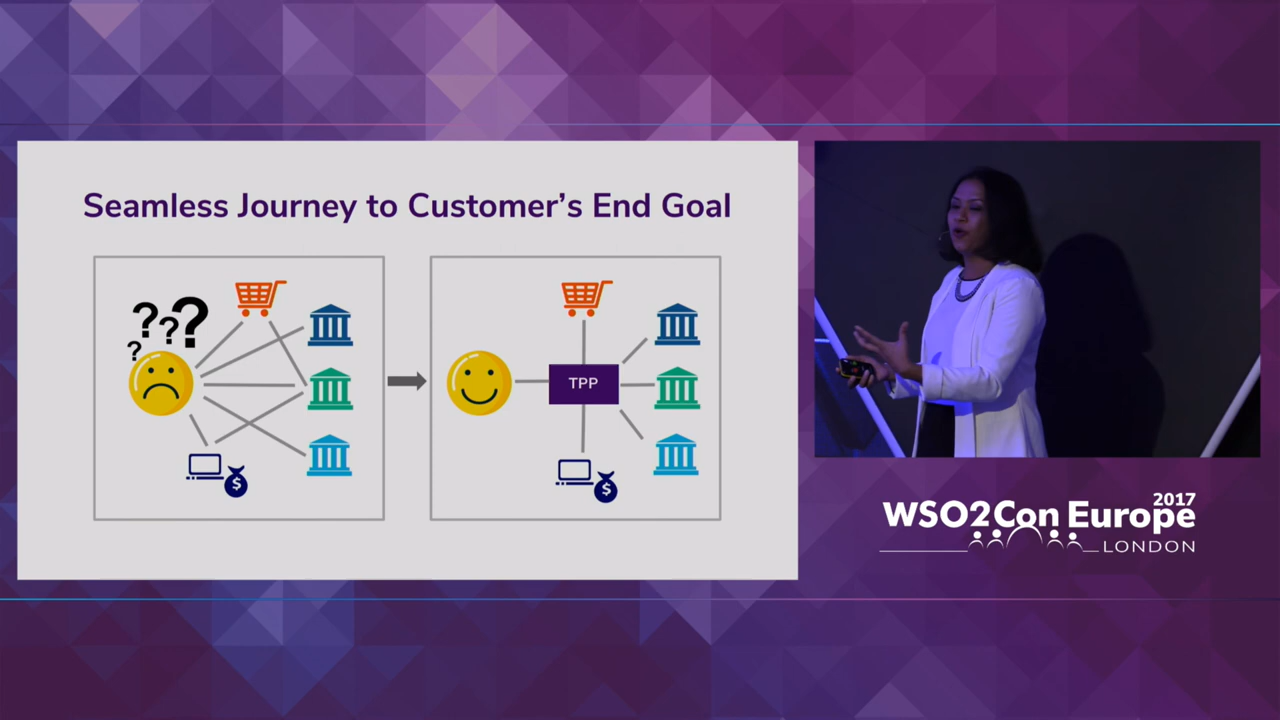 Seamless Journey to Customer's End Goal
? ? ? ?
TPP
$
$
2017
WSO2Con Europe
LONDON